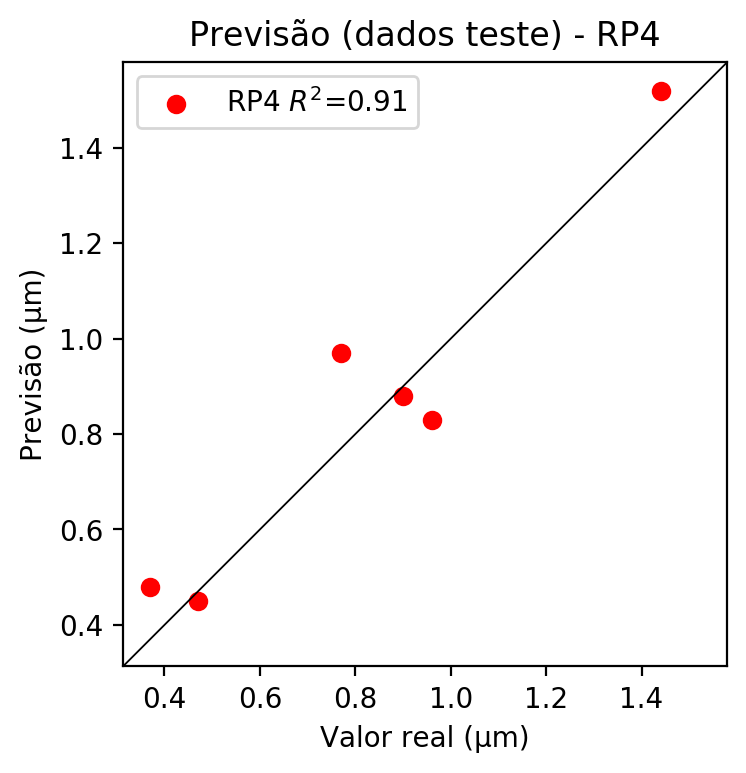 Previsão (dados teste) - RP4
RP4 R²=0.91
Previsão (μm)
1.4
1.2
1.0
0.8
0.6
0.4
0.4 0.6 0.8 1.0 1.2 1.4
Valor real (μm)